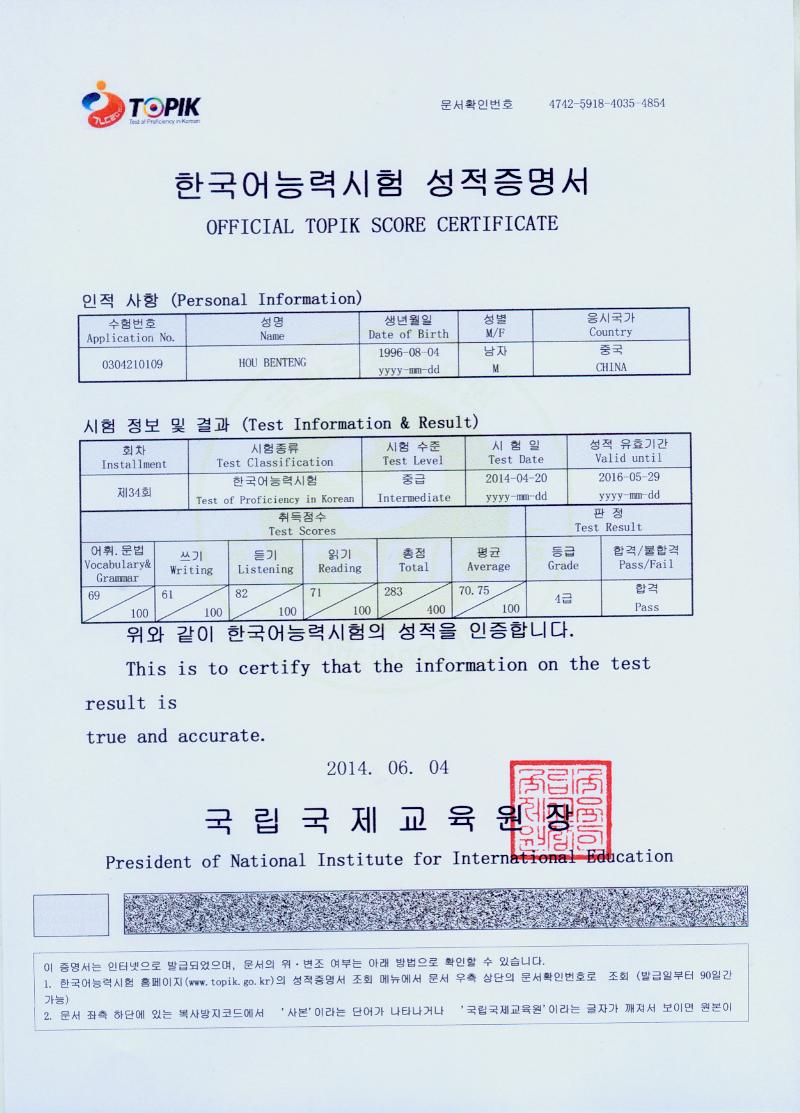 TOPIK
Test of Proficiency in Korean
문서확인번호 4742-5918-4035-4854
한국어능력시험 성적증명서
OFFICIAL TOPIK SCORE CERTIFICATE
인적 사항 (Personal Information)
수험번호 성명 생년월일 성별 응시국가
Application No. Name Date of Birth M/F Country
0304210109 HOU BENTENG 1996-08-04 남자 중국
yyyy-mm-dd M CHINA
시험 정보 및 결과 (Test Information & Result)
회차 시험종류 시험 수준 시 험 일 성적 유효기간
Installment Test Classification Test Level Test Date Valid until
제34회 한국어능력시험 중급 2014-04-20 2016-05-29
Test of Proficiency in Korean Intermediate yyyy-mm-dd yyyy-mm-dd
취득점수 판 정
Test Scores Test Result
어휘.문법 쓰기 듣기 읽기 총점 평균 등급 합격/불합격
Vocabulary& Writing Listening Reading Total Average Grade Pass/Fail
Grammar
69 61 82 71 283 70.75 4급 합격
100 100 100 100 400 100 Pass
위와 같이 한국어능력시험의 성적을 인증합니다.
This is to certify that the information on the test
result is
true and accurate.
2014. 06. 04
국립국제교육원장
President of National Institute for International Education
이 증명서는 인터넷으로 발급되었으며, 문서의 위·변조 여부는 아래 방법으로 확인할 수 있습니다.
1. 한국어능력시험 홈페이지(www.topik.go.kr)의 성적증명서 조회 메뉴에서 문서 우측 상단의 문서확인번호로 조회 (발급일부터 90일간
가능)
2. 문서 좌측 하단에 있는 복사방지코드에서 '사본'이라는 단어가 나타나거나 '국립국제교육원'이라는 글자가 깨져서 보이면 원본이